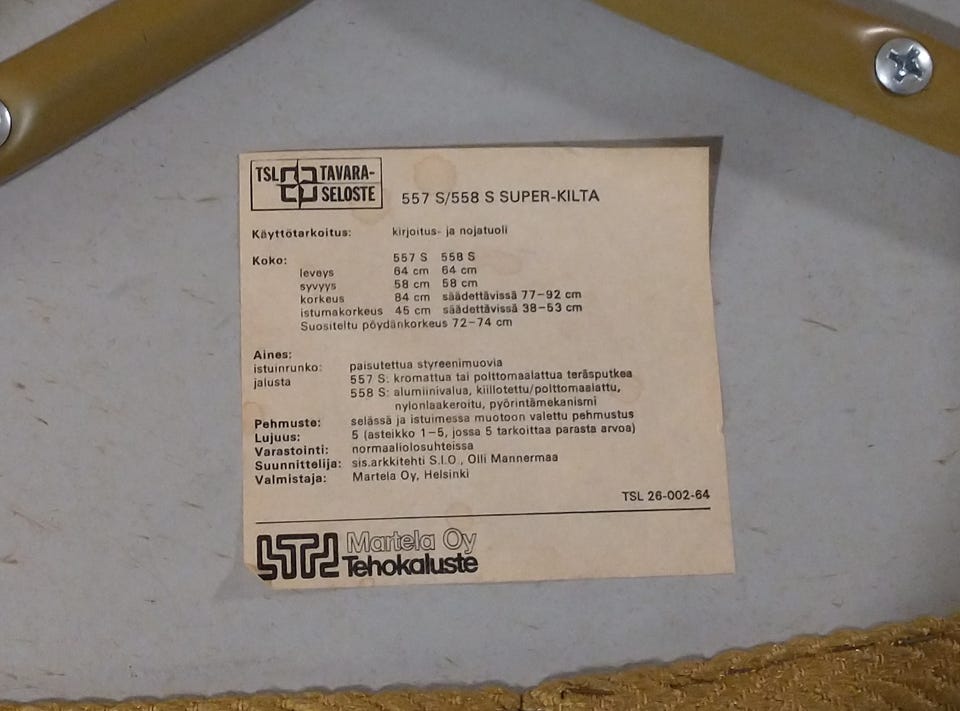 TSL TAVARA-
SELOSTE
557 S/558 S SUPER-KILTA
Käyttötarkoitus: kirjoitus- ja nojatuoli
Koko: 557 S 558 S
leveys 64 cm 64 cm
syvyys 58 cm 58 cm
korkeus 84 cm säädettävissä 77–92 cm
istumakorkeus 45 cm säädettävissä 38–53 cm
Suositeltu pöydänkorkeus 72–74 cm
Aines:
istuinrunko: paisutettua styreenimuovia
jalusta 557 S: kromattua tai polttomaalattua teräsputkea
558 S: alumiinivalua, kiillotettu/polttomaalattu,
nylonlaakeroitu, pyörintämekanismi
Pehmuste: selässä ja istuimessa muotoon valettu pehmustus
Lujuus: 5 (asteikko 1–5, jossa 5 tarkoittaa parasta arvoa)
Varastointi: normaaliolosuhteissa
Suunnittelija: sis.arkkitehti S.I.O., Olli Mannermaa
Valmistaja: Martela Oy, Helsinki
TSL 26-002-64
Martela Oy
Tehokaluste